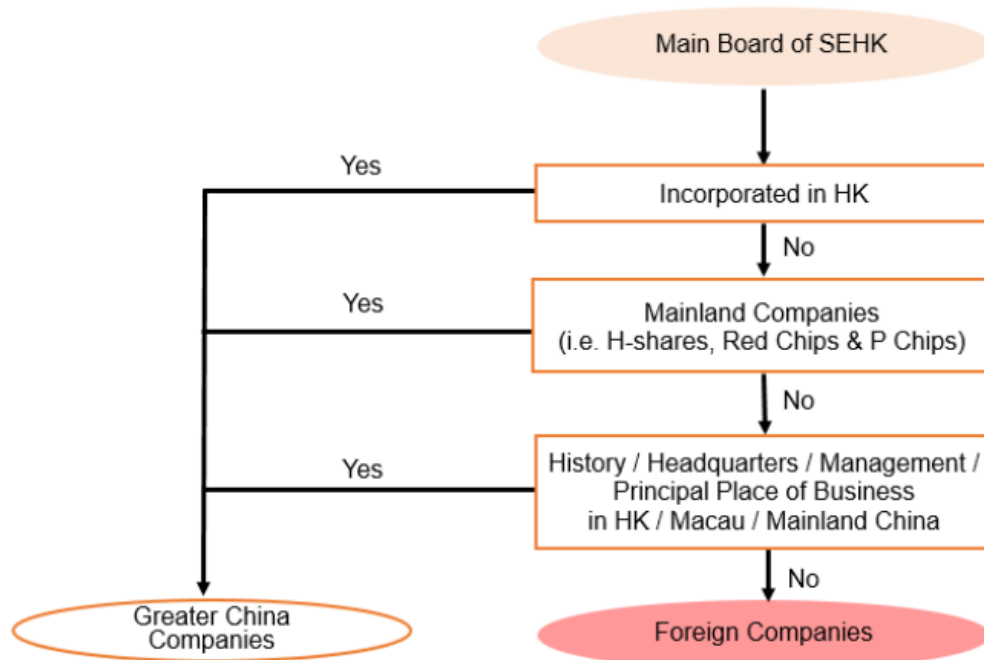 Main Board of SEHK
Yes
Incorporated in HK
No
Yes
Mainland Companies
(i.e. H-shares, Red Chips & P Chips)
No
Yes
History / Headquarters / Management /
Principal Place of Business
in HK / Macau / Mainland China
No
Greater China
Companies
Foreign Companies